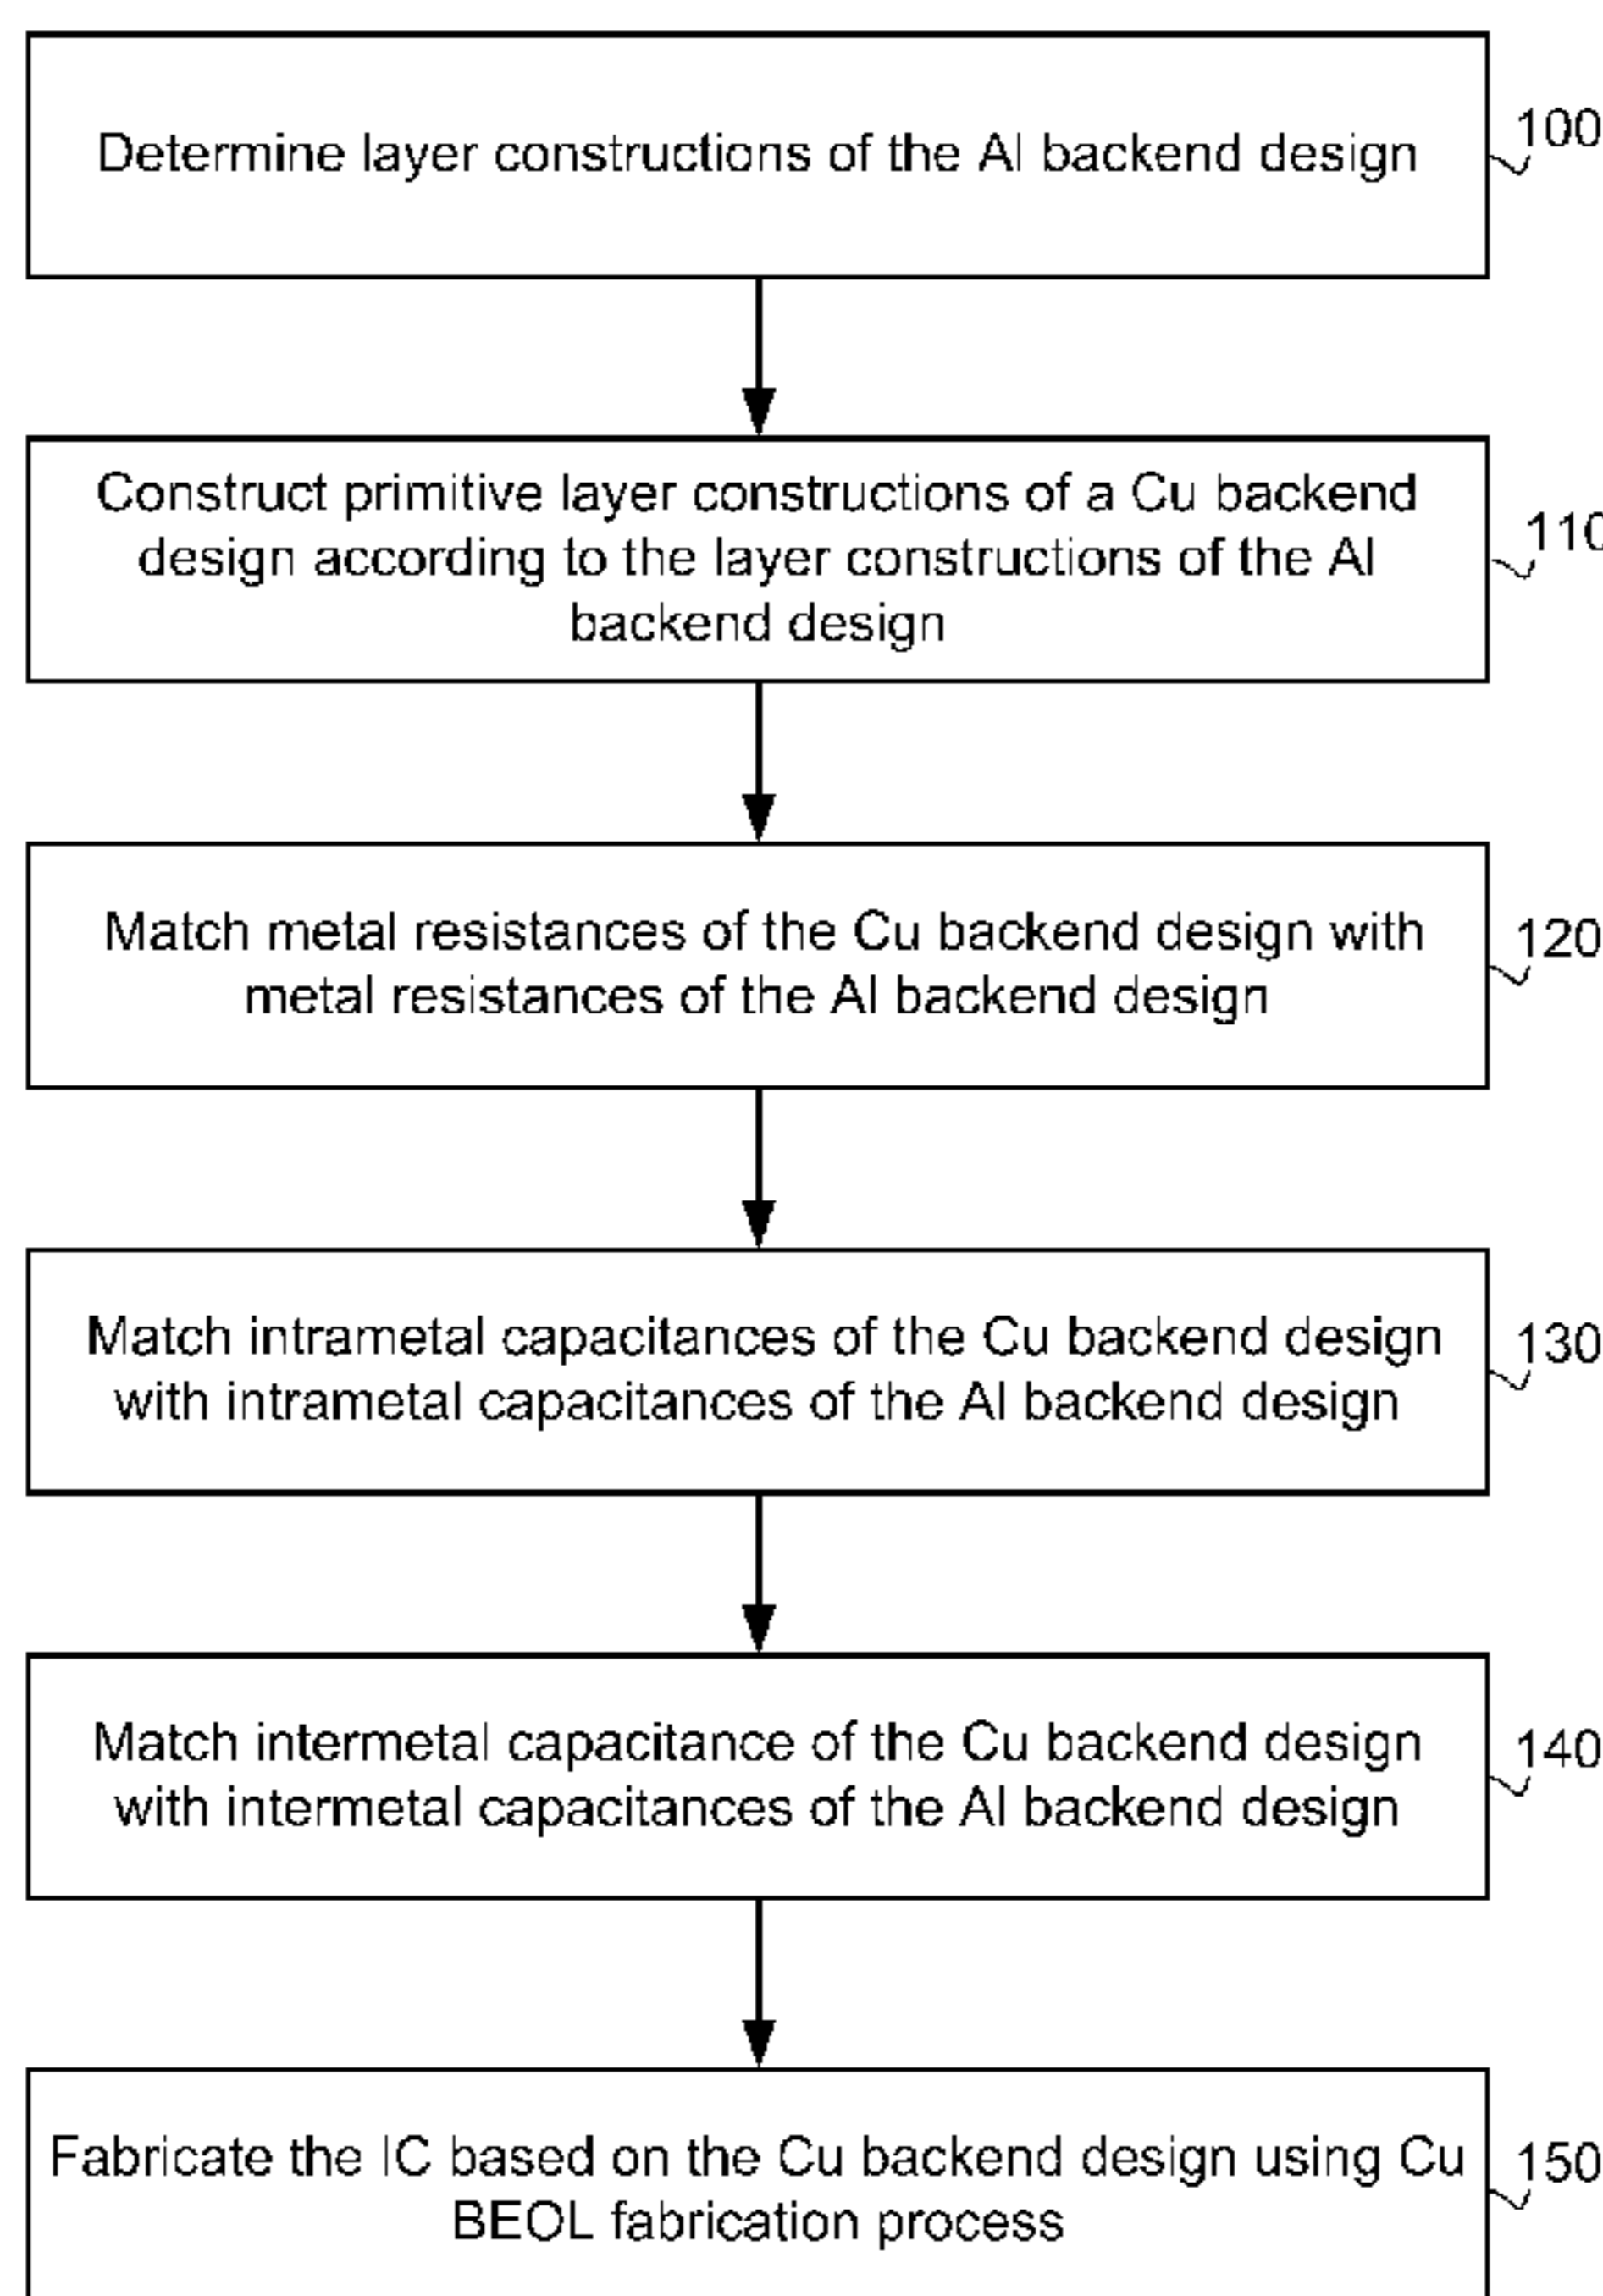 Determine layer constructions of the Al backend design
100
Construct primitive layer constructions of a Cu backend
design according to the layer constructions of the Al
backend design
110
Match metal resistances of the Cu backend design with
metal resistances of the Al backend design
120
Match intrametal capacitances of the Cu backend design
with intrametal capacitances of the Al backend design
130
Match intermetal capacitance of the Cu backend design
with intermetal capacitances of the Al backend design
140
Fabricate the IC based on the Cu backend design using Cu
BEOL fabrication process
150